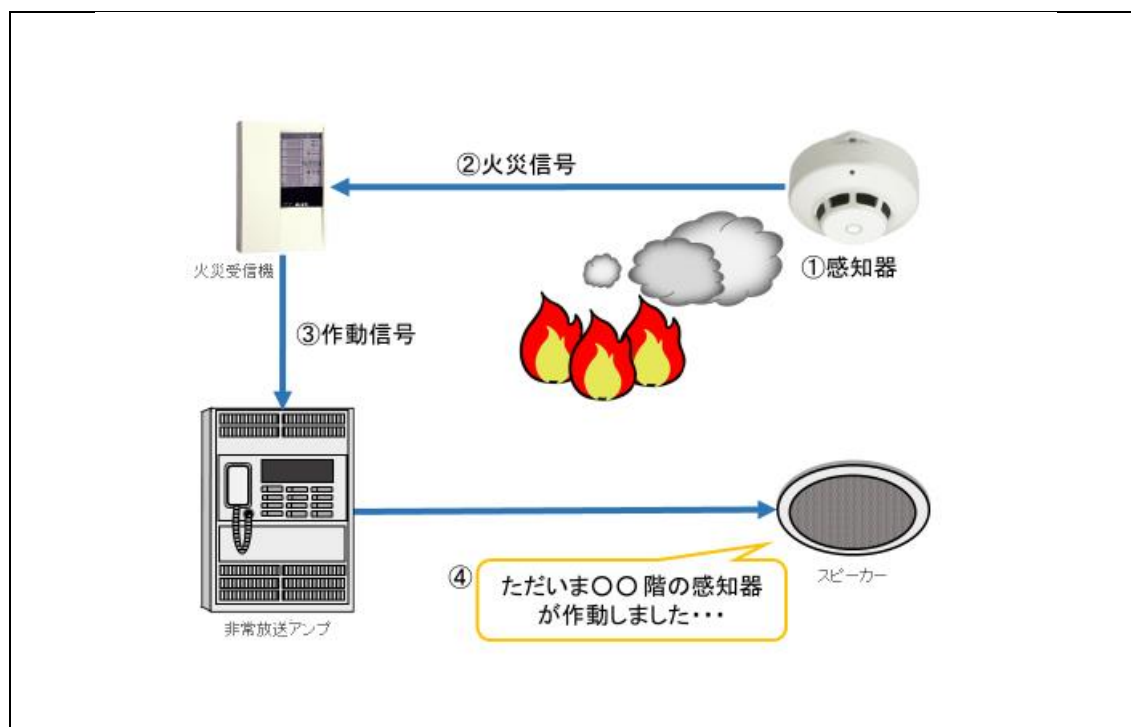 ②火災信号
①感知器
火災受信機
③作動信号
④
ただいま〇〇階の感知器
が作動しました・・・
スピーカー
非常放送アンプ